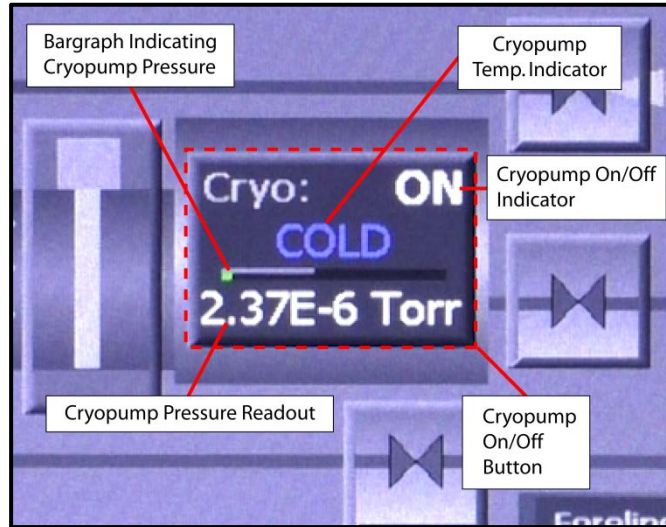 Bargraph Indicating
Cryopump Pressure
Cryopump
Temp. Indicator
Cryo: ON
Cryopump On/Off
Indicator
COLD
2.37E-6 Torr
Cryopump Pressure Readout
Cryopump
On/Off
Button